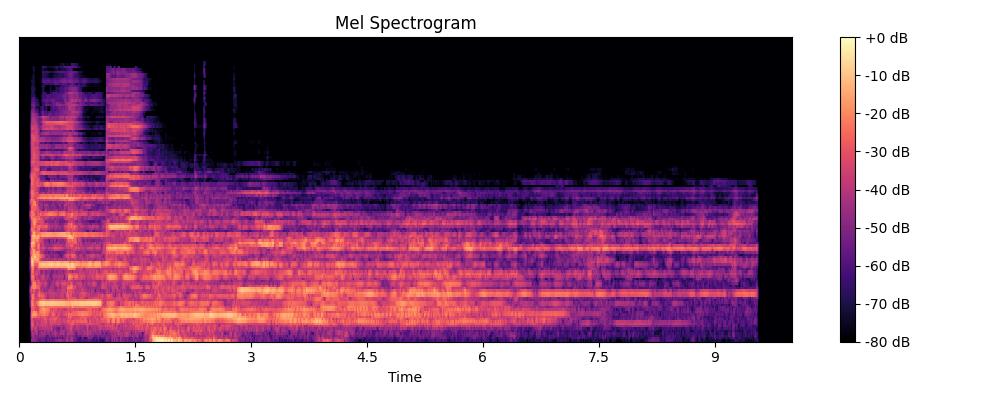 Mel Spectrogram
+0 dB
-10 dB
-20 dB
-30 dB
-40 dB
-50 dB
-60 dB
-70 dB
-80 dB
0 1.5 3 4.5 6 7.5 9
Time